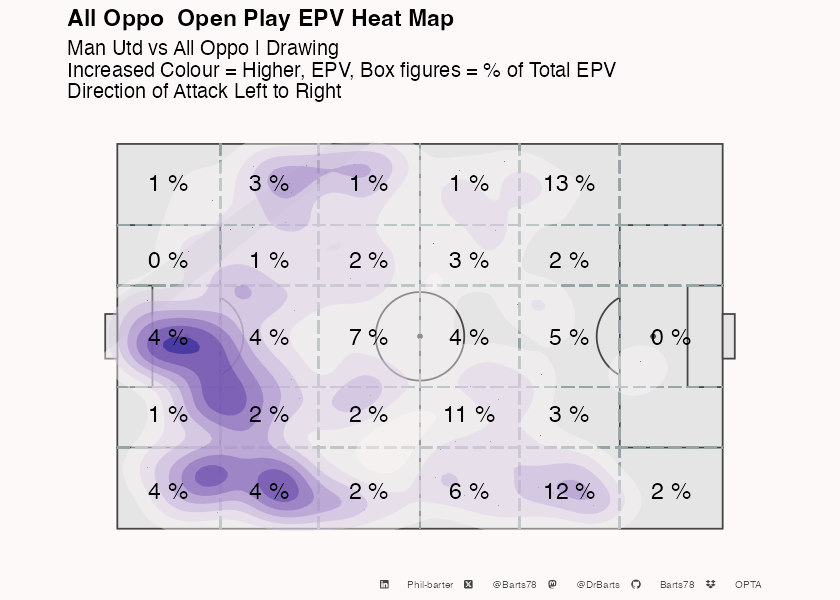 All Oppo  Open Play EPV Heat Map
Man Utd vs All Oppo | Drawing
Increased Colour = Higher, EPV, Box figures = % of Total EPV
Direction of Attack Left to Right
1 % 3 % 1 % 1 % 13 %
0 % 1 % 2 % 3 % 2 %
4 % 4 % 7 % 4 % 5 % 0 %
1 % 2 % 2 % 11 % 3 %
4 % 4 % 2 % 6 % 12 % 2 %
Phil-barter @Barts78 @DrBarts Barts78 OPTA